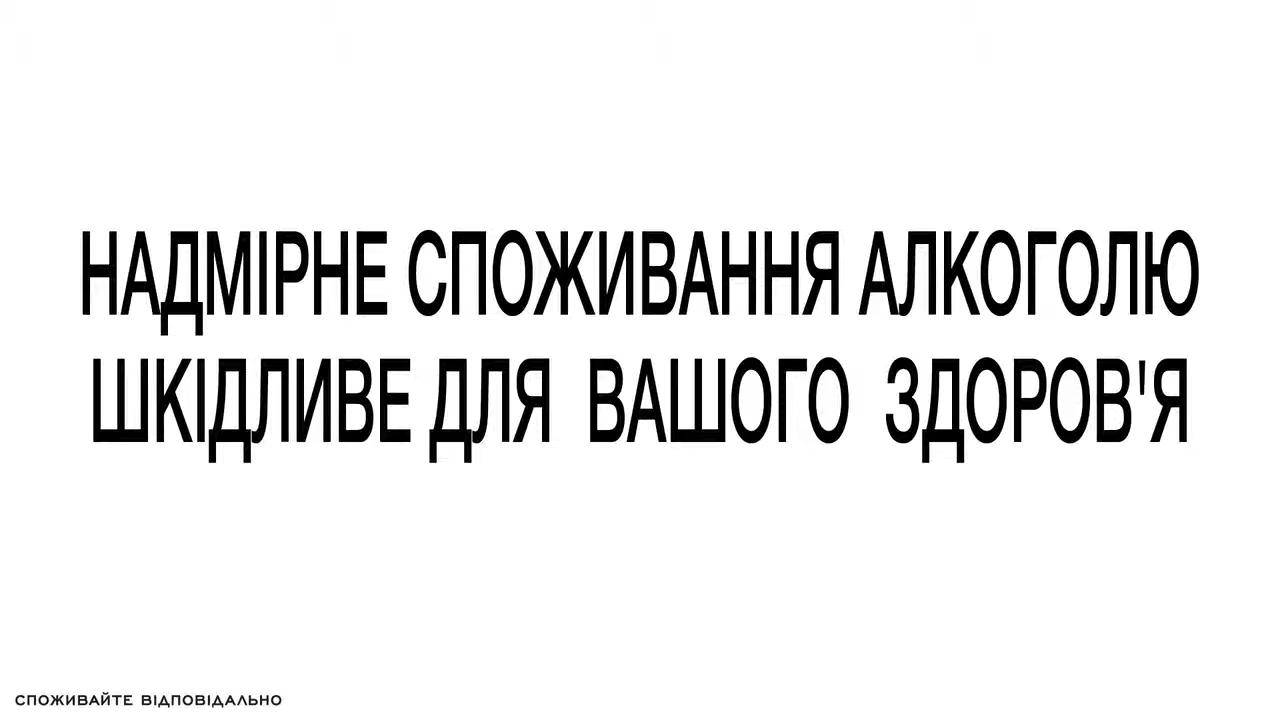 НАДМІРНЕ СПОЖИВАННЯ АЛКОГОЛЮ
ШКІДЛИВЕ ДЛЯ ВАШОГО ЗДОРОВ'Я
СПОЖИВАЙТЕ ВІДПОВІДАЛЬНО